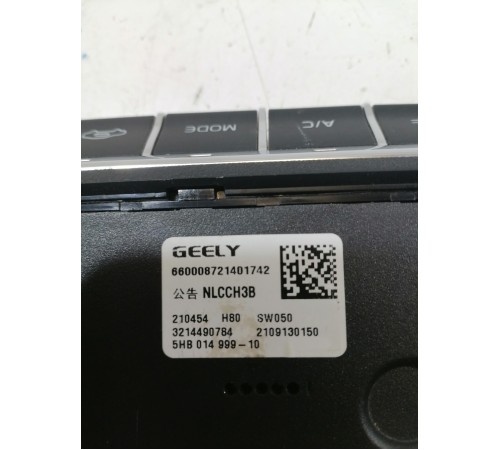 MODE
A/C
GEELY
660008721401742
公告 NLCCH3B
210454 H80 SW050
3214490784 2109130150
5HB 014 999-10